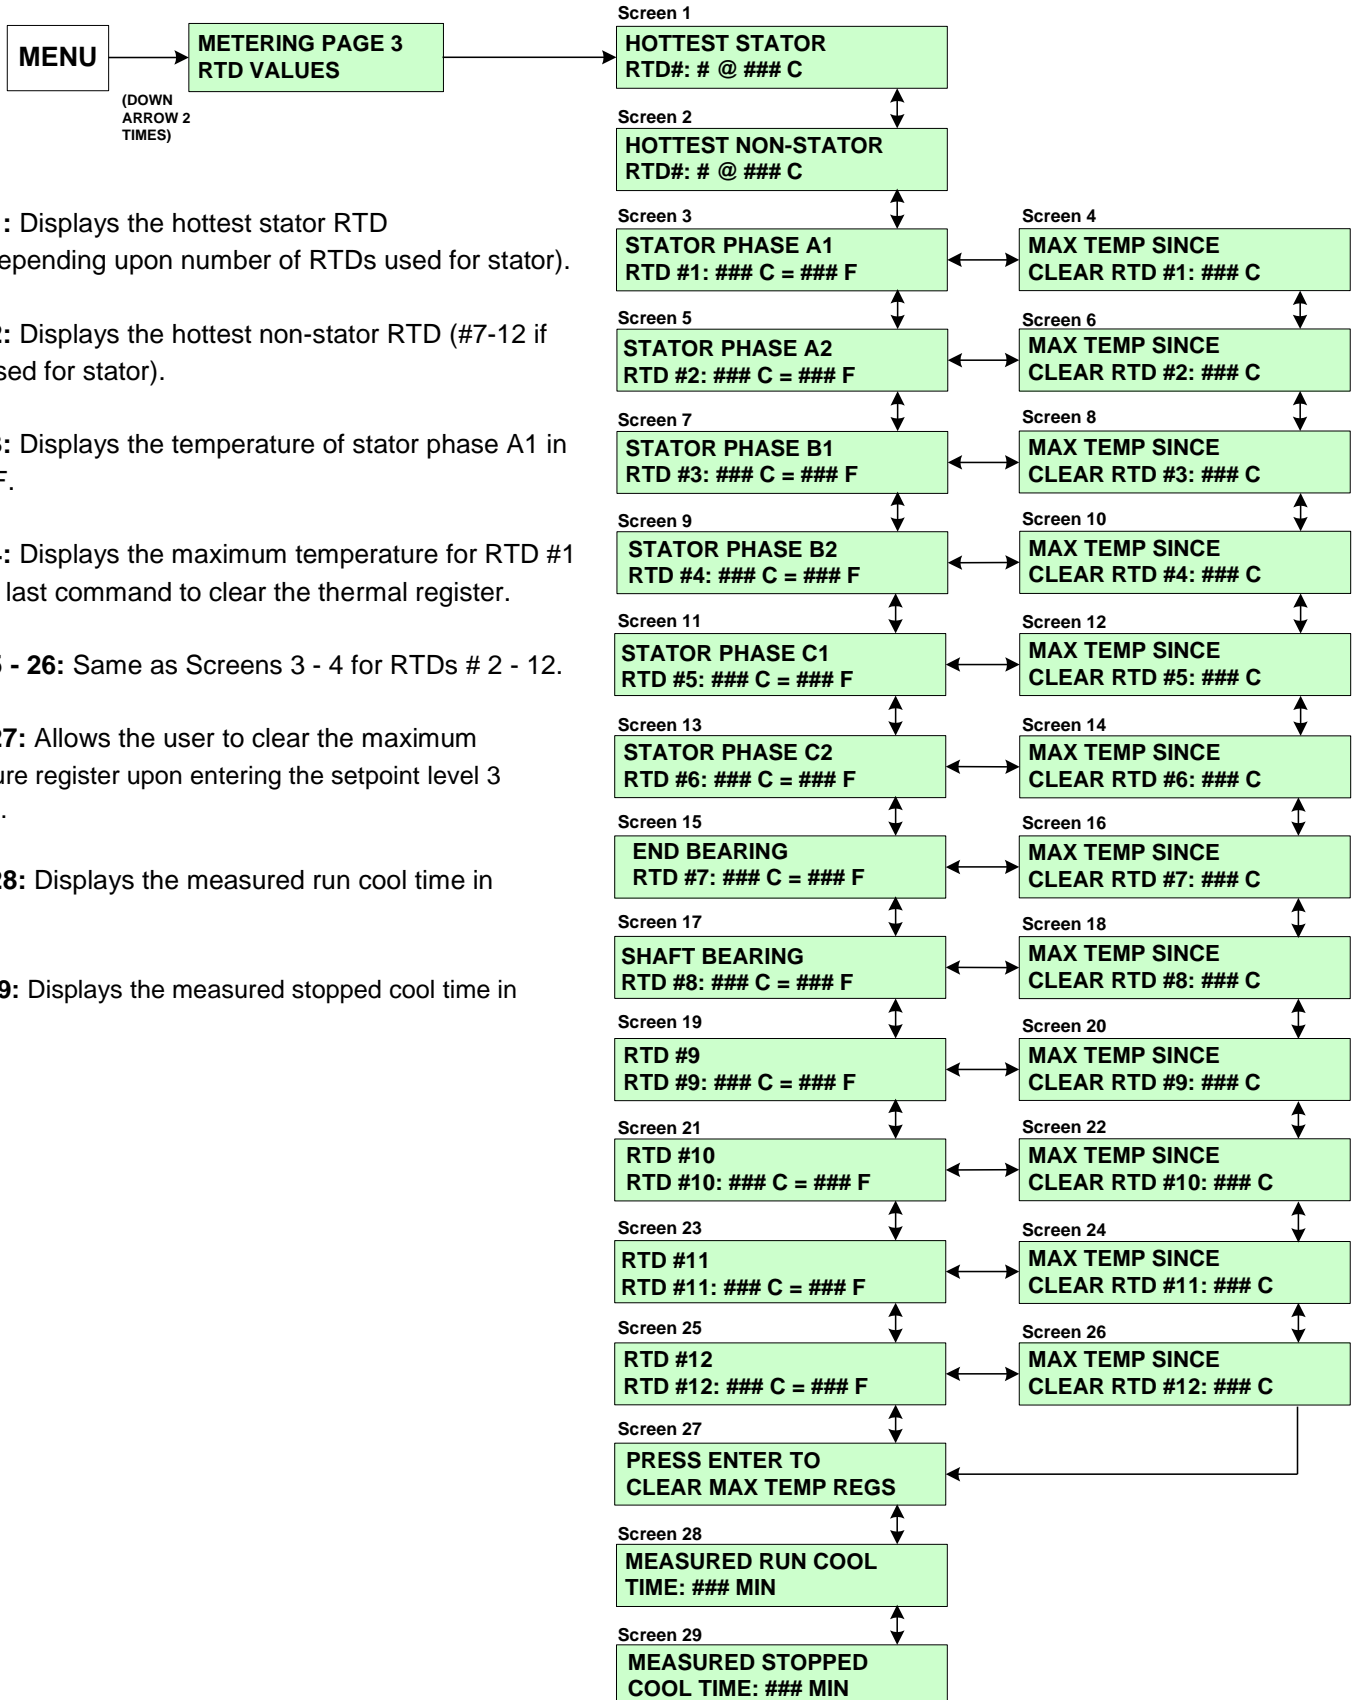 MENU
(DOWN
ARROW 2
TIMES)
METERING PAGE 3
RTD VALUES
: Displays the hottest stator RTD
epending upon number of RTDs used for stator).
: Displays the hottest non-stator RTD (#7-12 if
sed for stator).
: Displays the temperature of stator phase A1 in
F.
: Displays the maximum temperature for RTD #1
last command to clear the thermal register.
- 26: Same as Screens 3 - 4 for RTDs # 2 - 12.
27: Allows the user to clear the maximum
ure register upon entering the setpoint level 3
.
28: Displays the measured run cool time in
9: Displays the measured stopped cool time in
Screen 1
HOTTEST STATOR
RTD#: # @ ### C
Screen 2
HOTTEST NON-STATOR
RTD#: # @ ### C
Screen 3
STATOR PHASE A1
RTD #1: ### C = ### F
Screen 4
MAX TEMP SINCE
CLEAR RTD #1: ### C
Screen 5
STATOR PHASE A2
RTD #2: ### C = ### F
Screen 6
MAX TEMP SINCE
CLEAR RTD #2: ### C
Screen 7
STATOR PHASE B1
RTD #3: ### C = ### F
Screen 8
MAX TEMP SINCE
CLEAR RTD #3: ### C
Screen 9
STATOR PHASE B2
RTD #4: ### C = ### F
Screen 10
MAX TEMP SINCE
CLEAR RTD #4: ### C
Screen 11
STATOR PHASE C1
RTD #5: ### C = ### F
Screen 12
MAX TEMP SINCE
CLEAR RTD #5: ### C
Screen 13
STATOR PHASE C2
RTD #6: ### C = ### F
Screen 14
MAX TEMP SINCE
CLEAR RTD #6: ### C
Screen 15
END BEARING
RTD #7: ### C = ### F
Screen 16
MAX TEMP SINCE
CLEAR RTD #7: ### C
Screen 17
SHAFT BEARING
RTD #8: ### C = ### F
Screen 18
MAX TEMP SINCE
CLEAR RTD #8: ### C
Screen 19
RTD #9
RTD #9: ### C = ### F
Screen 20
MAX TEMP SINCE
CLEAR RTD #9: ### C
Screen 21
RTD #10
RTD #10: ### C = ### F
Screen 22
MAX TEMP SINCE
CLEAR RTD #10: ### C
Screen 23
RTD #11
RTD #11: ### C = ### F
Screen 24
MAX TEMP SINCE
CLEAR RTD #11: ### C
Screen 25
RTD #12
RTD #12: ### C = ### F
Screen 26
MAX TEMP SINCE
CLEAR RTD #12: ### C
Screen 27
PRESS ENTER TO
CLEAR MAX TEMP REGS
Screen 28
MEASURED RUN COOL
TIME: ### MIN
Screen 29
MEASURED STOPPED
COOL TIME: ### MIN